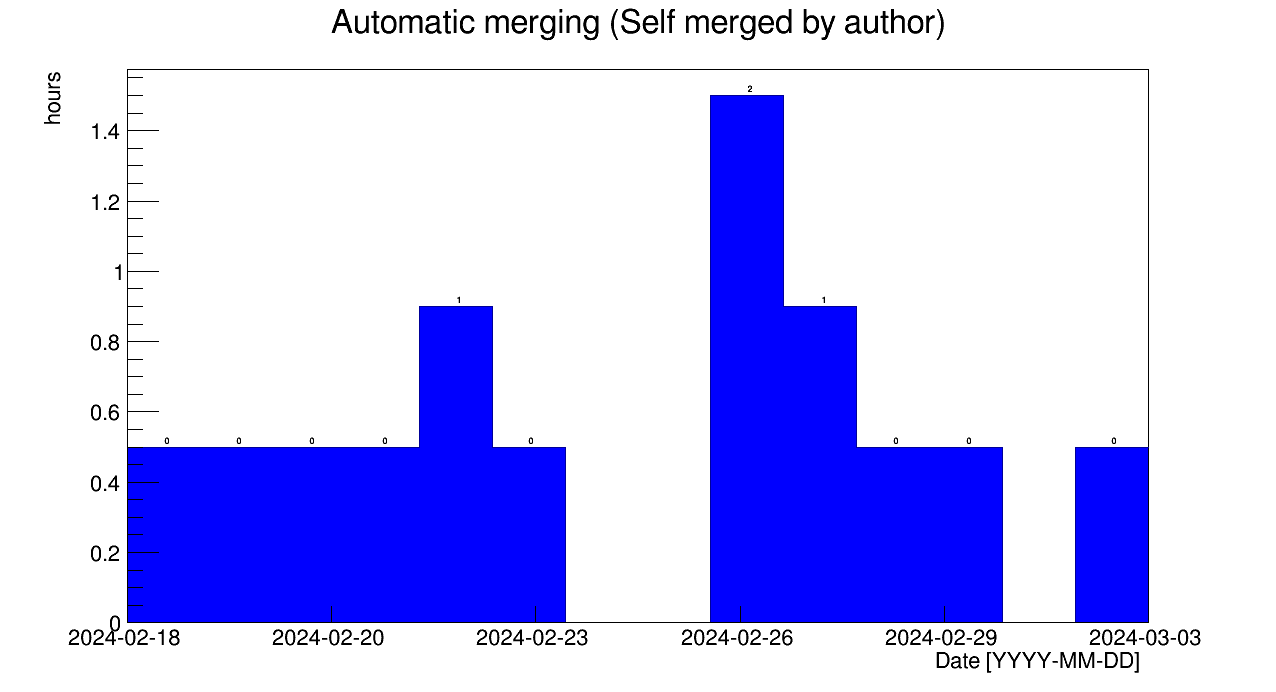 Automatic merging (Self merged by author)
hours
1.4
1.2
1
0.8
0.6
0.4
0.2
0
2
1
1
0 0 0 0 0 0 0 0
2024-02-18 2024-02-20 2024-02-23 2024-02-26 2024-02-29 2024-03-03
Date [YYYY-MM-DD]